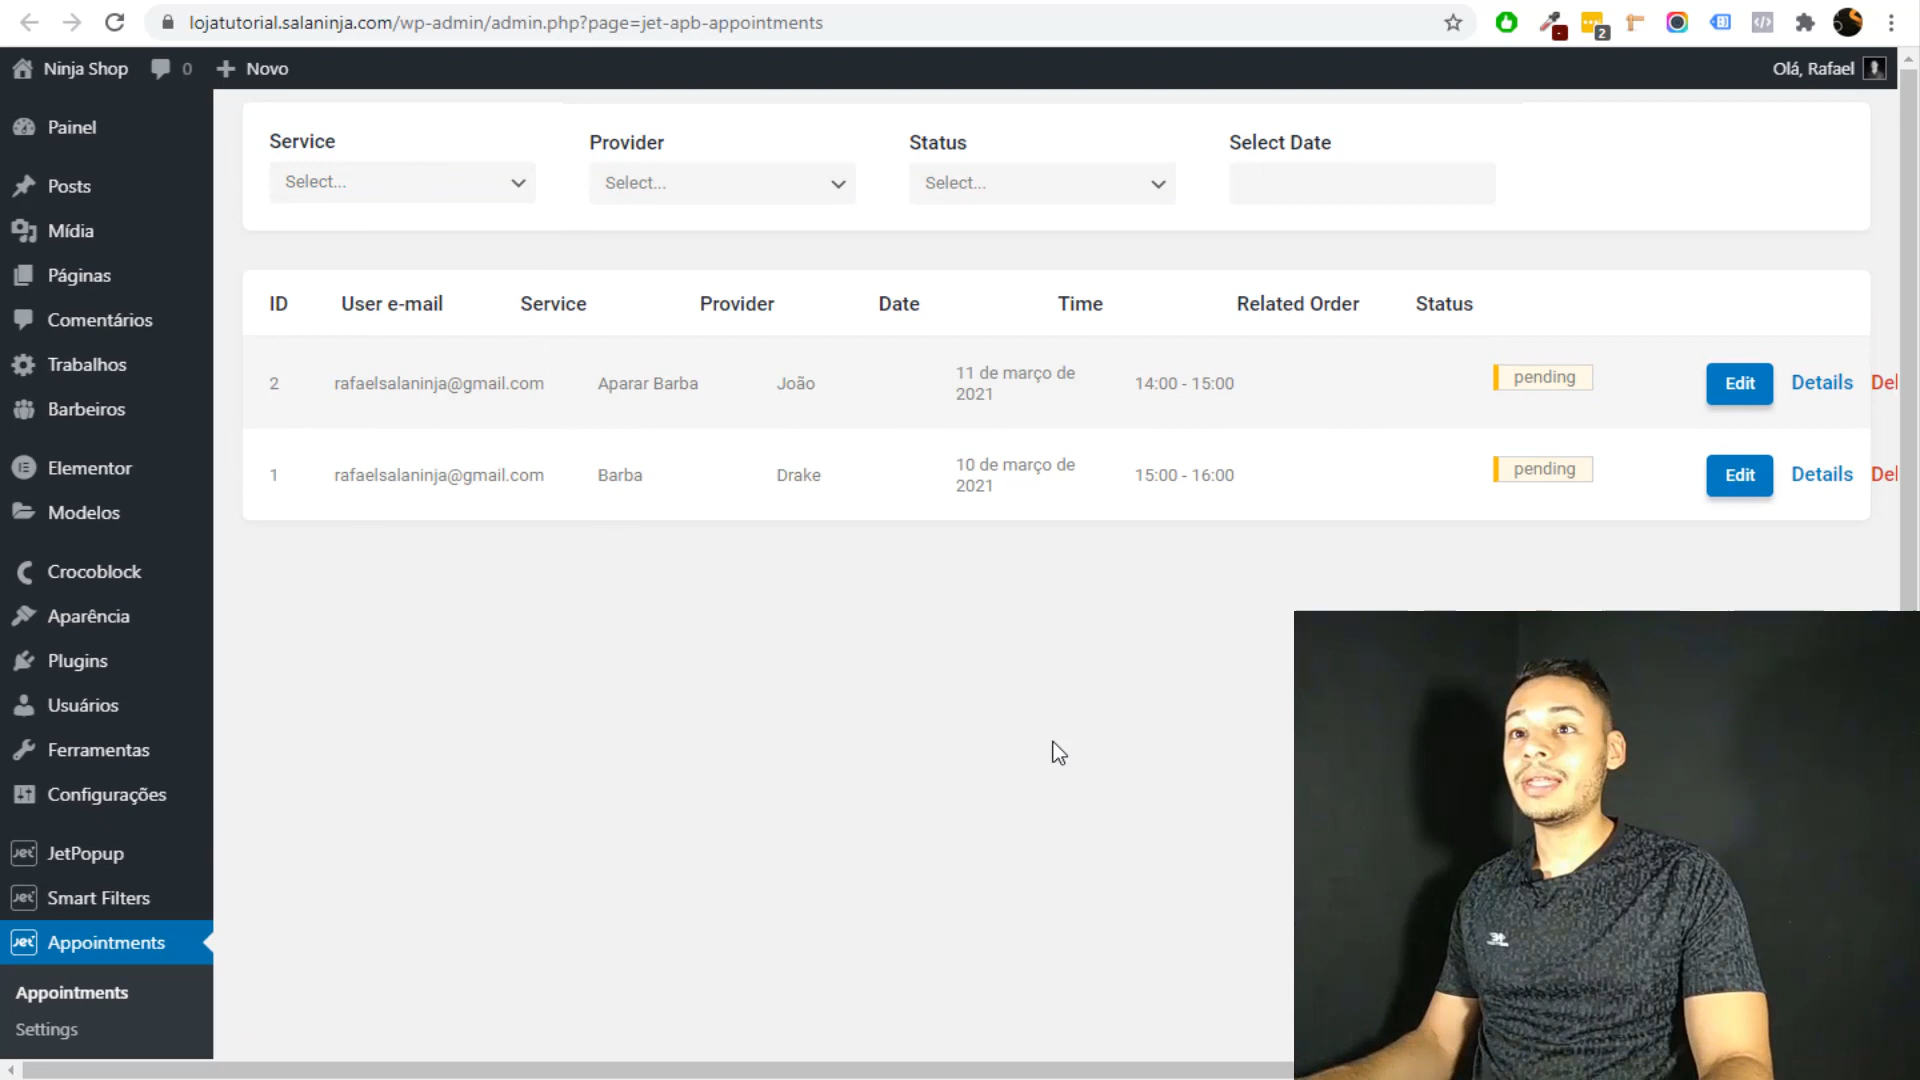 lojatutorial.salaninja.com/wp-admin/admin.php?page=jet-apb-appointments
2
Ninja Shop
0
Novo
Olá, Rafael
Painel
Posts
Mídia
Páginas
Comentários
Trabalhos
Barbeiros
Elementor
Modelos
Crocoblock
Aparência
Plugins
Usuários
Ferramentas
Configurações
Jet JetPopup
Jet Smart Filters
Jet Appointments
Appointments
Settings
Service
Provider
Status
Select Date
Select...
Select...
Select...
ID User e-mail Service Provider Date Time Related Order Status
2 rafaelsalaninja@gmail.com Aparar Barba João 11 de março de 2021 14:00 - 15:00 pending Edit Details Del
1 rafaelsalaninja@gmail.com Barba Drake 10 de março de 2021 15:00 - 16:00 pending Edit Details Del